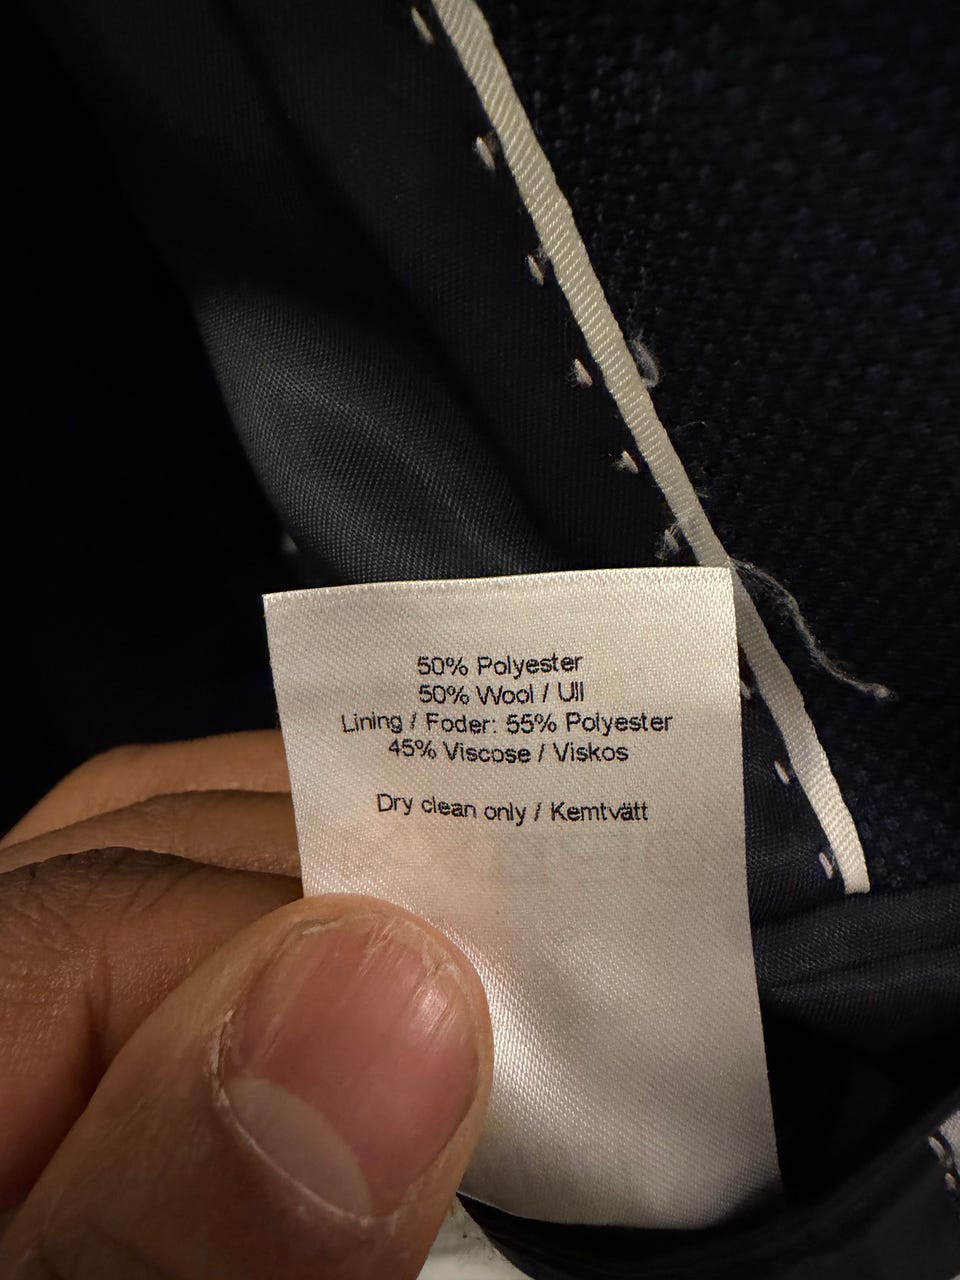 50% Polyester
50% Wool / Ull
Lining / Foder: 55% Polyester
45% Viscose / Viskos
Dry clean only / Kemtvätt